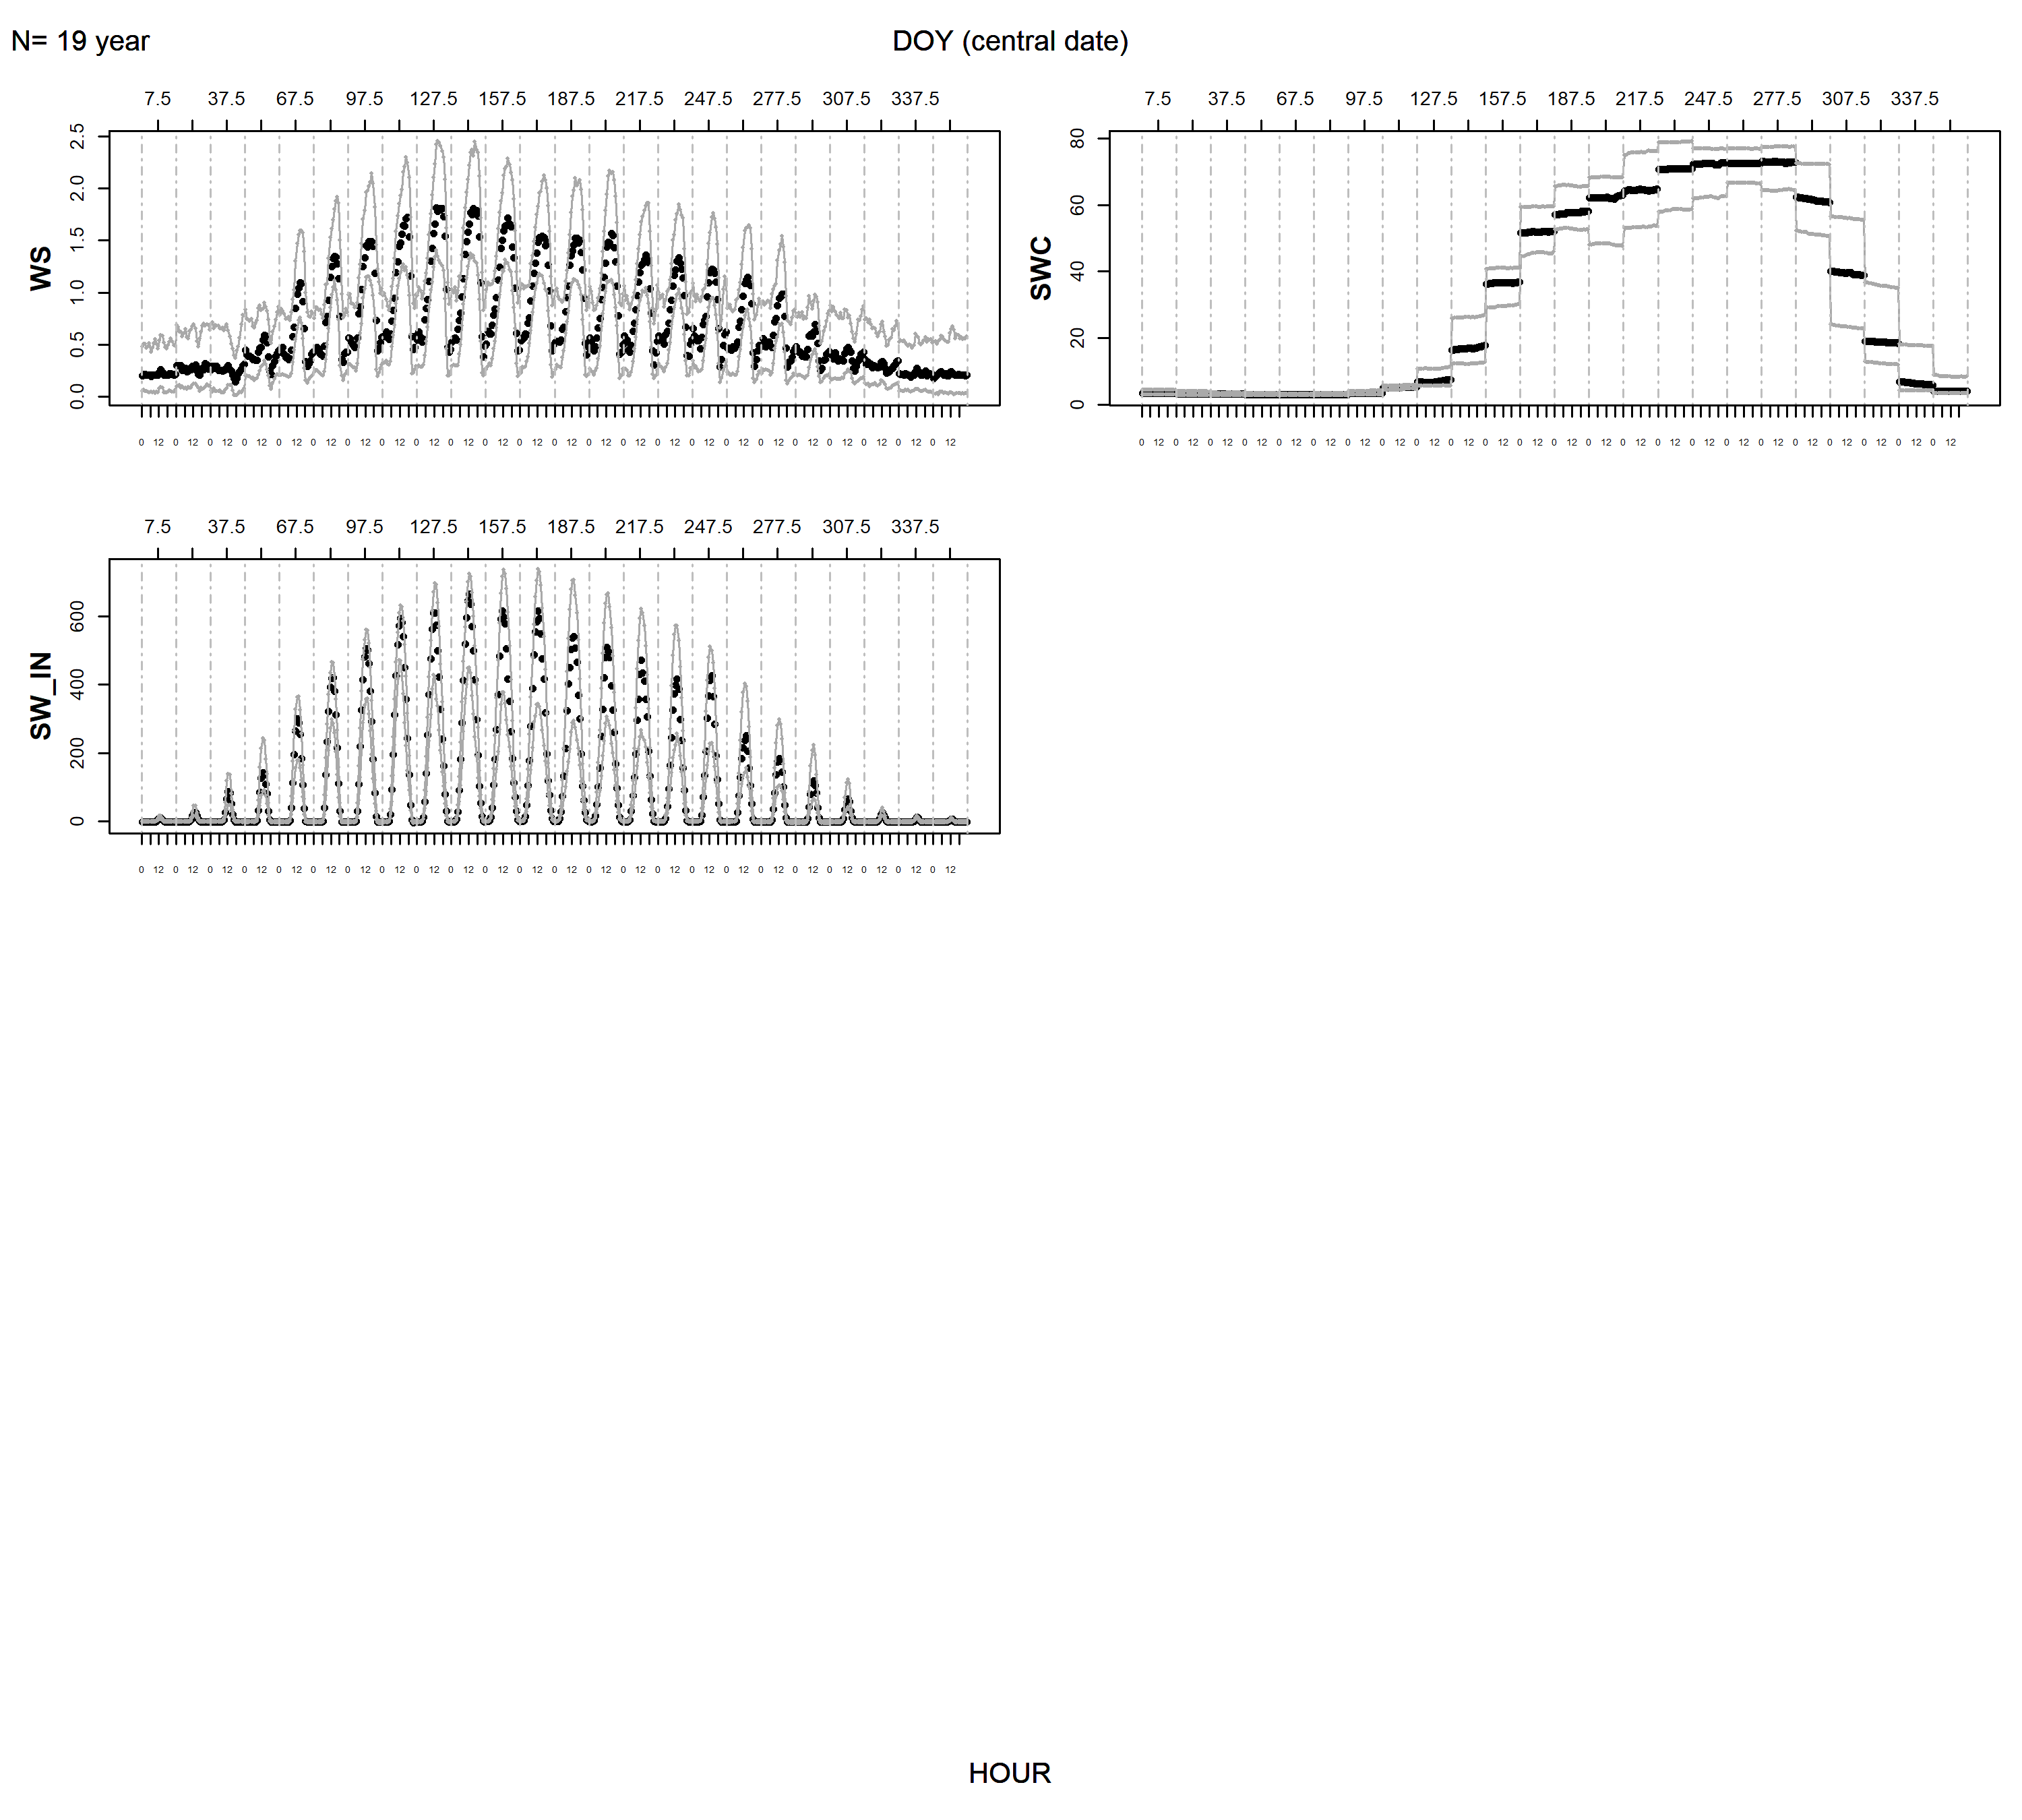 N= 19 year
DOY (central date)
7.5 37.5 67.5 97.5 127.5 157.5 187.5 217.5 247.5 277.5 307.5 337.5
WS
0.0 0.5 1.0 1.5 2.0 2.5
0 12 0 12 0 12 0 12 0 12 0 12 0 12 0 12 0 12 0 12 0 12 0 12 0 12 0 12 0 12 0 12 0 12 0 12 0 12 0 12 0 12 0 12 0 12 0 12
7.5 37.5 67.5 97.5 127.5 157.5 187.5 217.5 247.5 277.5 307.5 337.5
SWC
0 20 40 60 80
0 12 0 12 0 12 0 12 0 12 0 12 0 12 0 12 0 12 0 12 0 12 0 12 0 12 0 12 0 12 0 12 0 12 0 12 0 12 0 12 0 12 0 12 0 12 0 12
7.5 37.5 67.5 97.5 127.5 157.5 187.5 217.5 247.5 277.5 307.5 337.5
SW_IN
0 200 400 600
0 12 0 12 0 12 0 12 0 12 0 12 0 12 0 12 0 12 0 12 0 12 0 12 0 12 0 12 0 12 0 12 0 12 0 12 0 12 0 12 0 12 0 12 0 12 0 12
HOUR